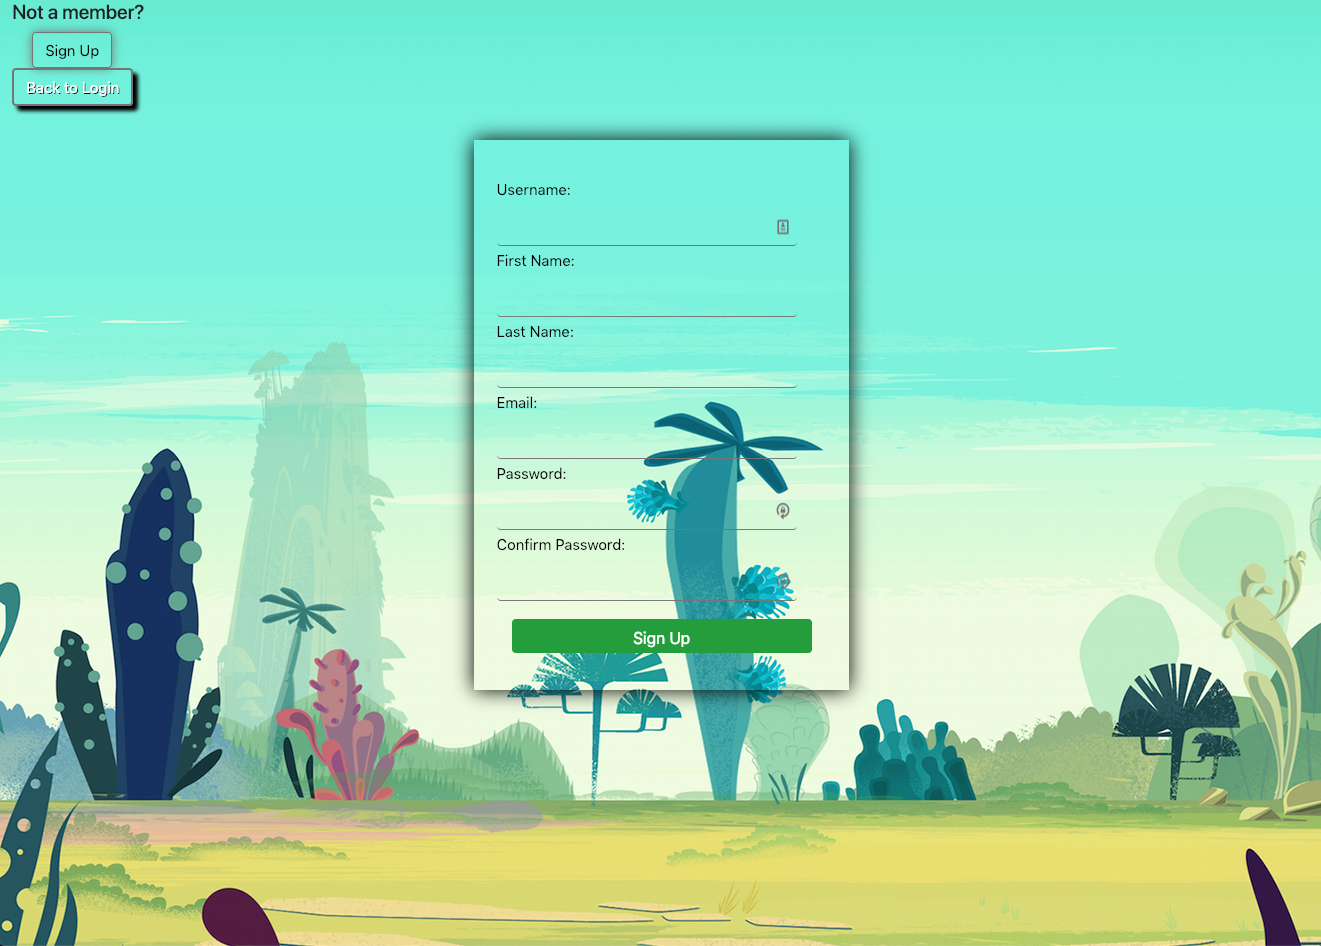 Not a member?
Sign Up
Back to Login
Username:
First Name:
Last Name:
Email:
Password:
Confirm Password:
Sign Up